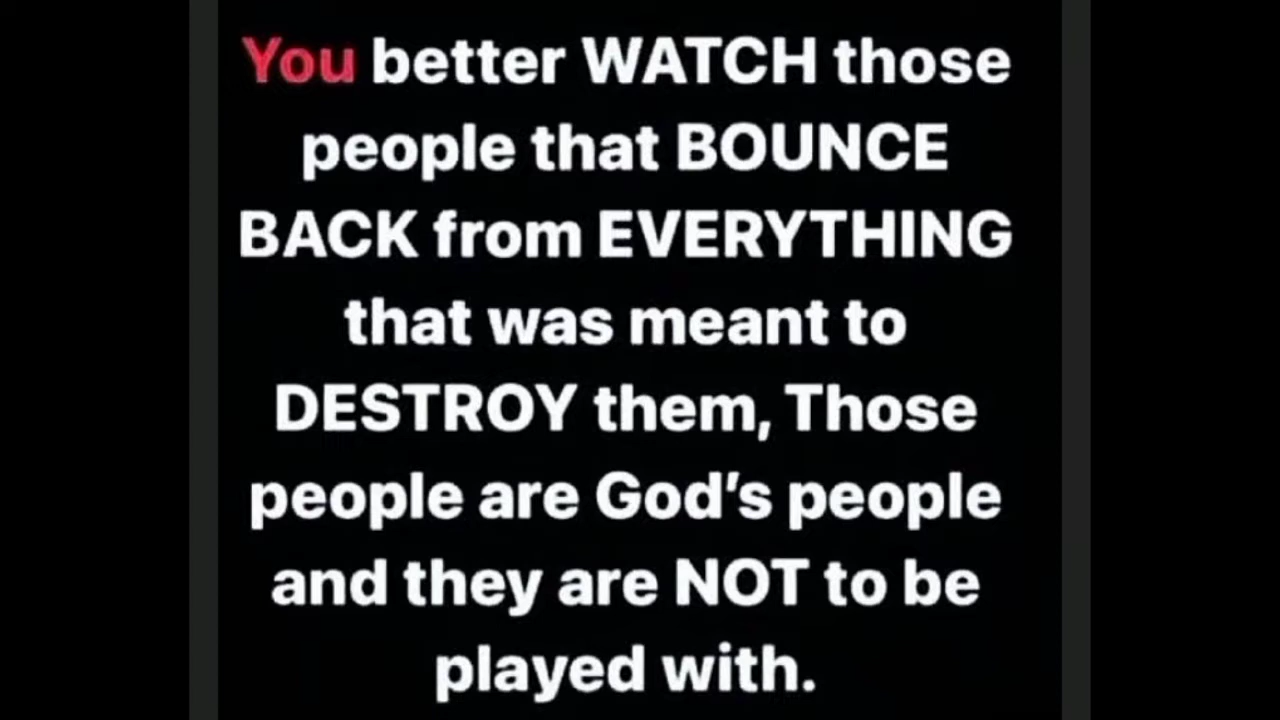 You better WATCH those
people that BOUNCE
BACK from EVERYTHING
that was meant to
DESTROY them, Those
people are God's people
and they are NOT to be
played with.